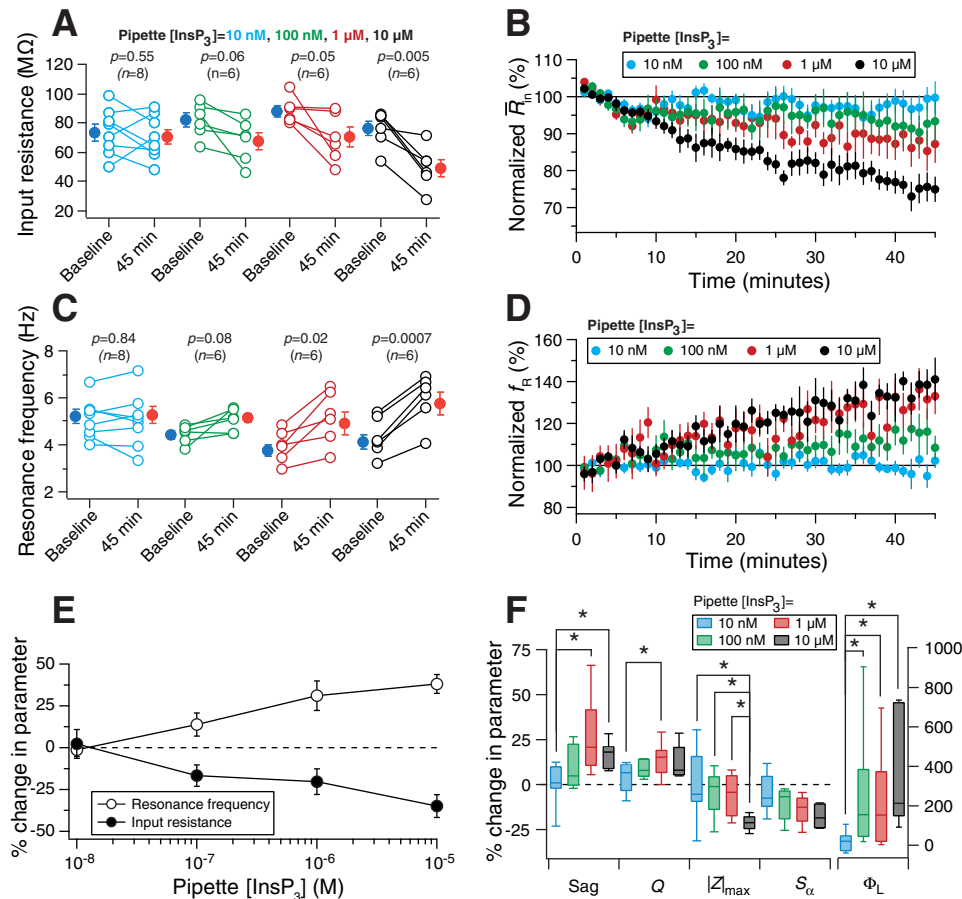 A
Pipette [InsP3]=10 nM, 100 nM, 1 µM, 10 µM
p=0.55
(n=8)
p=0.06
(n=6)
p=0.05
(n=6)
p=0.005
(n=6)
Input resistance (MΩ)
120
100
80
60
40
20
Baseline
45 min
Baseline
45 min
Baseline
45 min
Baseline
45 min
B
Pipette [InsP3]=
10 nM
100 nM
1 µM
10 µM
Normalized R̅in (%)
110
100
90
80
70
0
10
20
30
40
Time (minutes)
C
p=0.84
(n=8)
p=0.08
(n=6)
p=0.02
(n=6)
p=0.0007
(n=6)
Resonance frequency (Hz)
8
6
4
2
Baseline
45 min
Baseline
45 min
Baseline
45 min
Baseline
45 min
D
Pipette [InsP3]=
10 nM
100 nM
1 µM
10 µM
Normalized fR (%)
140
120
100
80
0
10
20
30
40
Time (minutes)
E
% change in parameter
50
25
0
-25
-50
Resonance frequency
Input resistance
10-8
10-7
10-6
10-5
Pipette [InsP3] (M)
F
Pipette [InsP3]=
10 nM
1 µM
100 nM
10 µM
* * * * * * * * *
% change in parameter
75
50
25
0
-25
1000
800
600
400
200
0
Sag
Q
|Z|max
Sα
ΦL